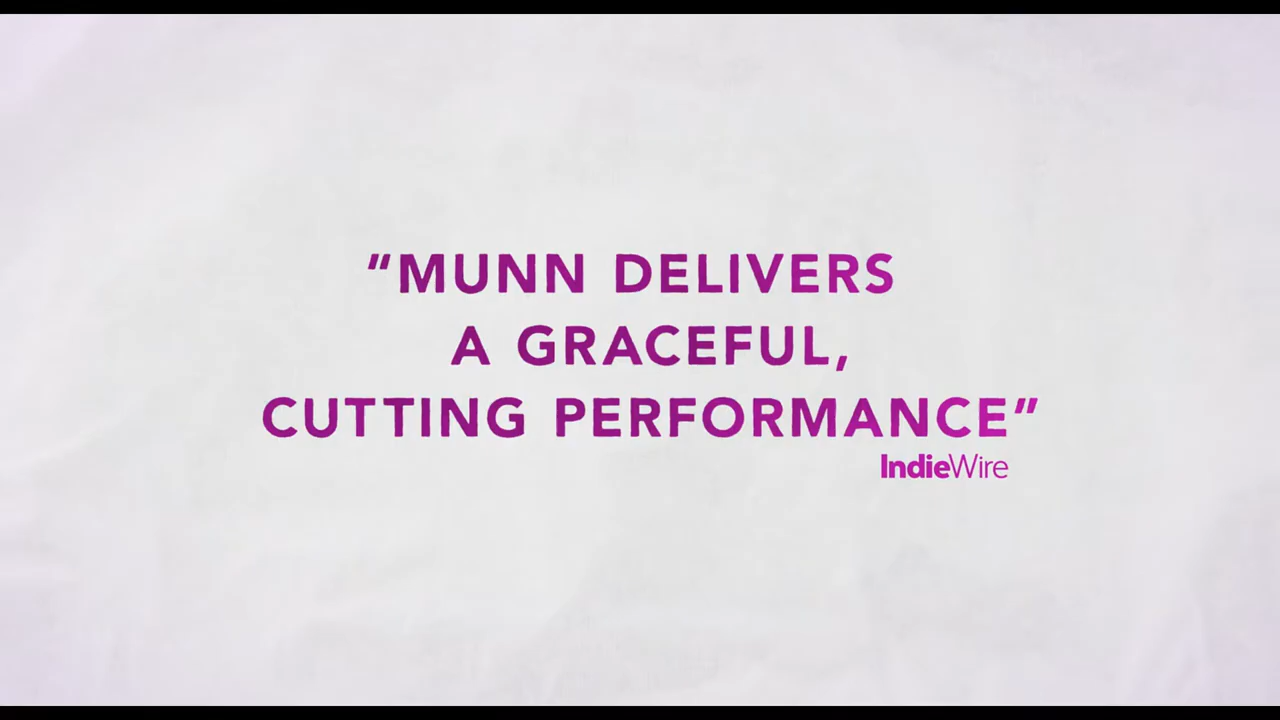 “MUNN DELIVERS
A GRACEFUL,
CUTTING PERFORMANCE”
IndieWire